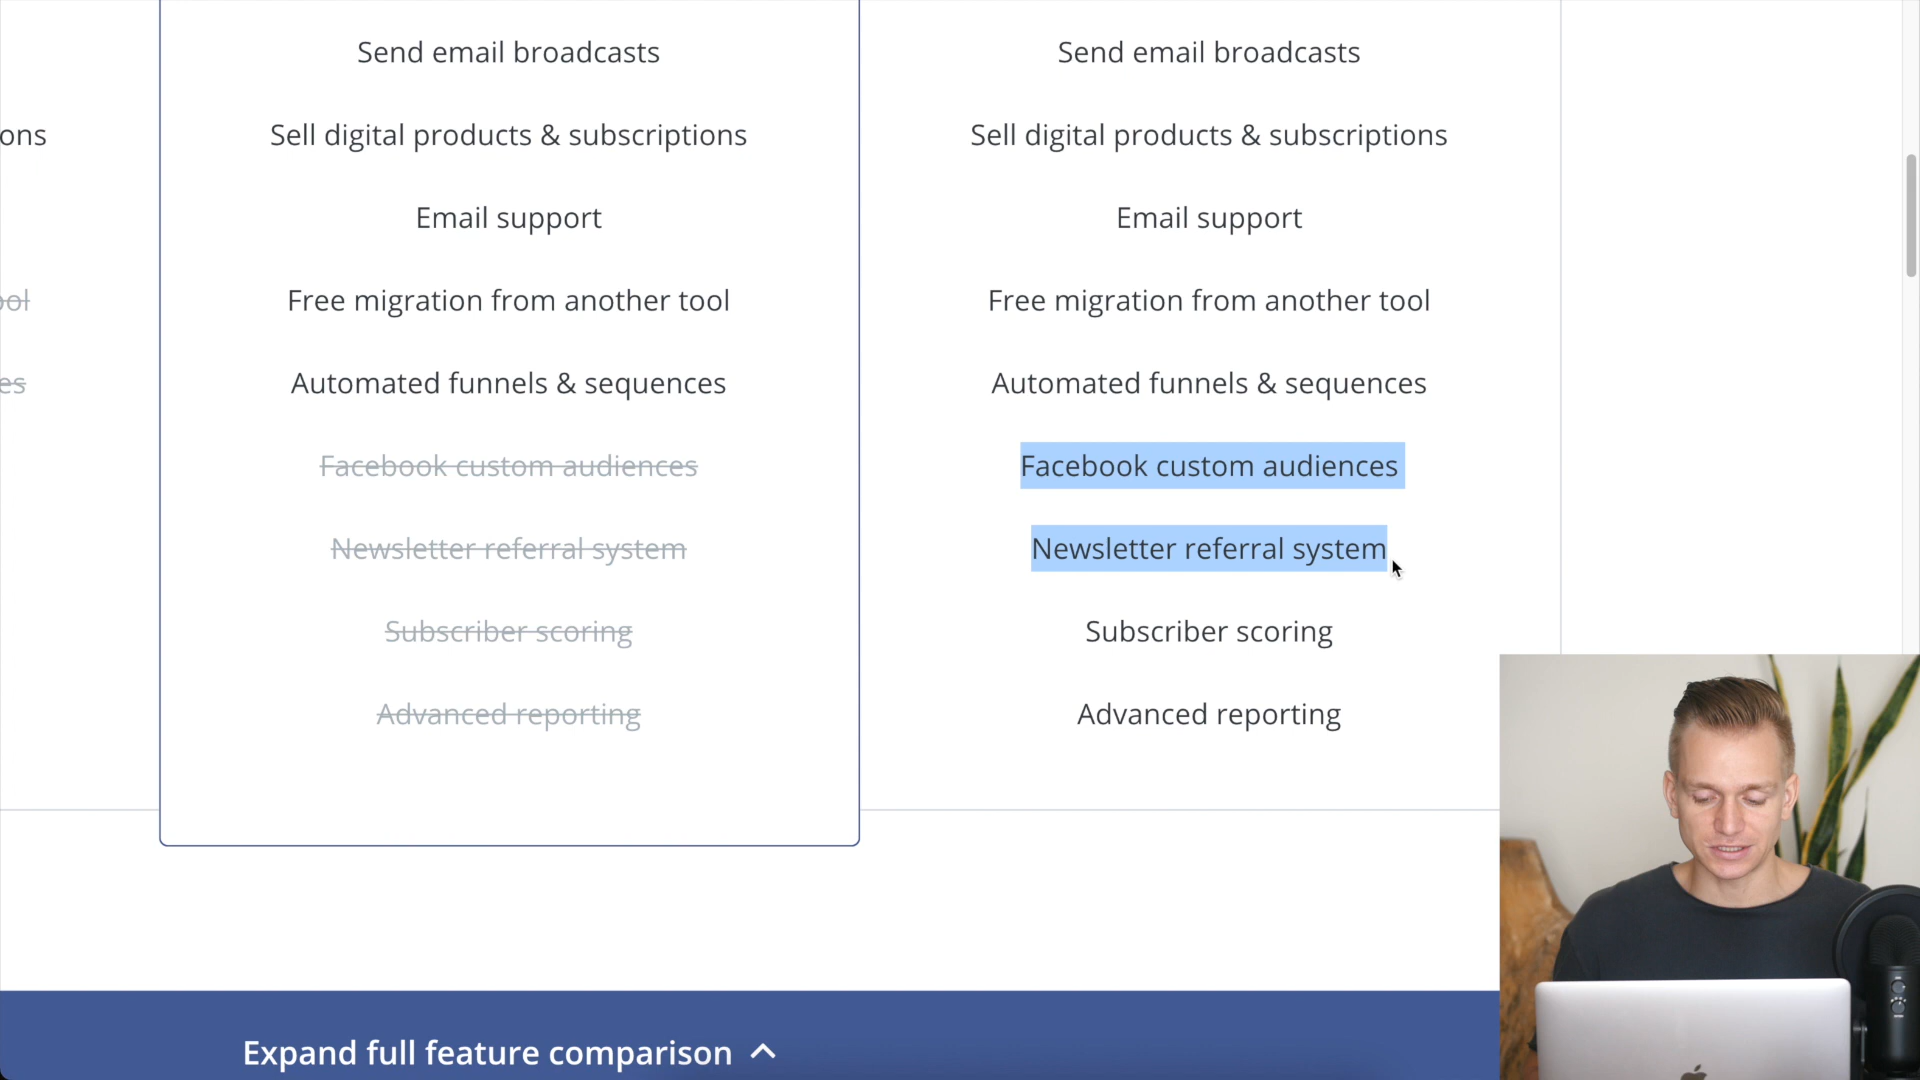 Send email broadcasts
Send email broadcasts
ons
Sell digital products & subscriptions
Sell digital products & subscriptions
Email support
Email support
ool
Free migration from another tool
Free migration from another tool
es
Automated funnels & sequences
Automated funnels & sequences
Facebook custom audiences
Facebook custom audiences
Newsletter referral system
Newsletter referral system
Subscriber scoring
Subscriber scoring
Advanced reporting
Advanced reporting
Expand full feature comparison